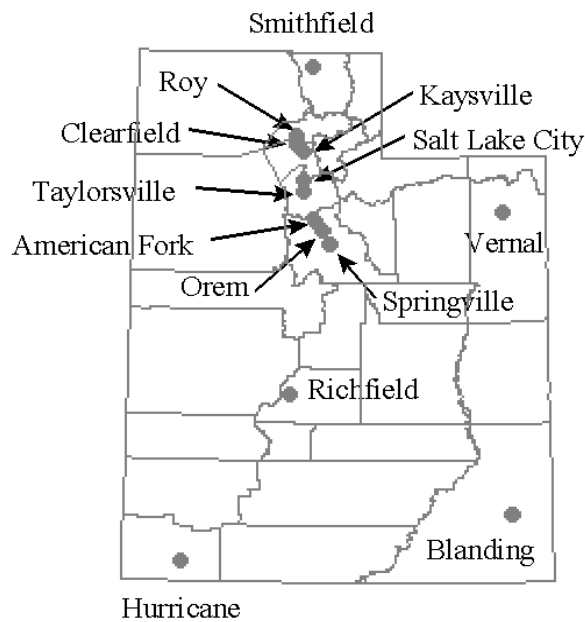 Smithfield
Roy
Kaysville
Clearfield
Salt Lake City
Taylorsville
American Fork
Vernal
Orem
Springville
Richfield
Blanding
Hurricane